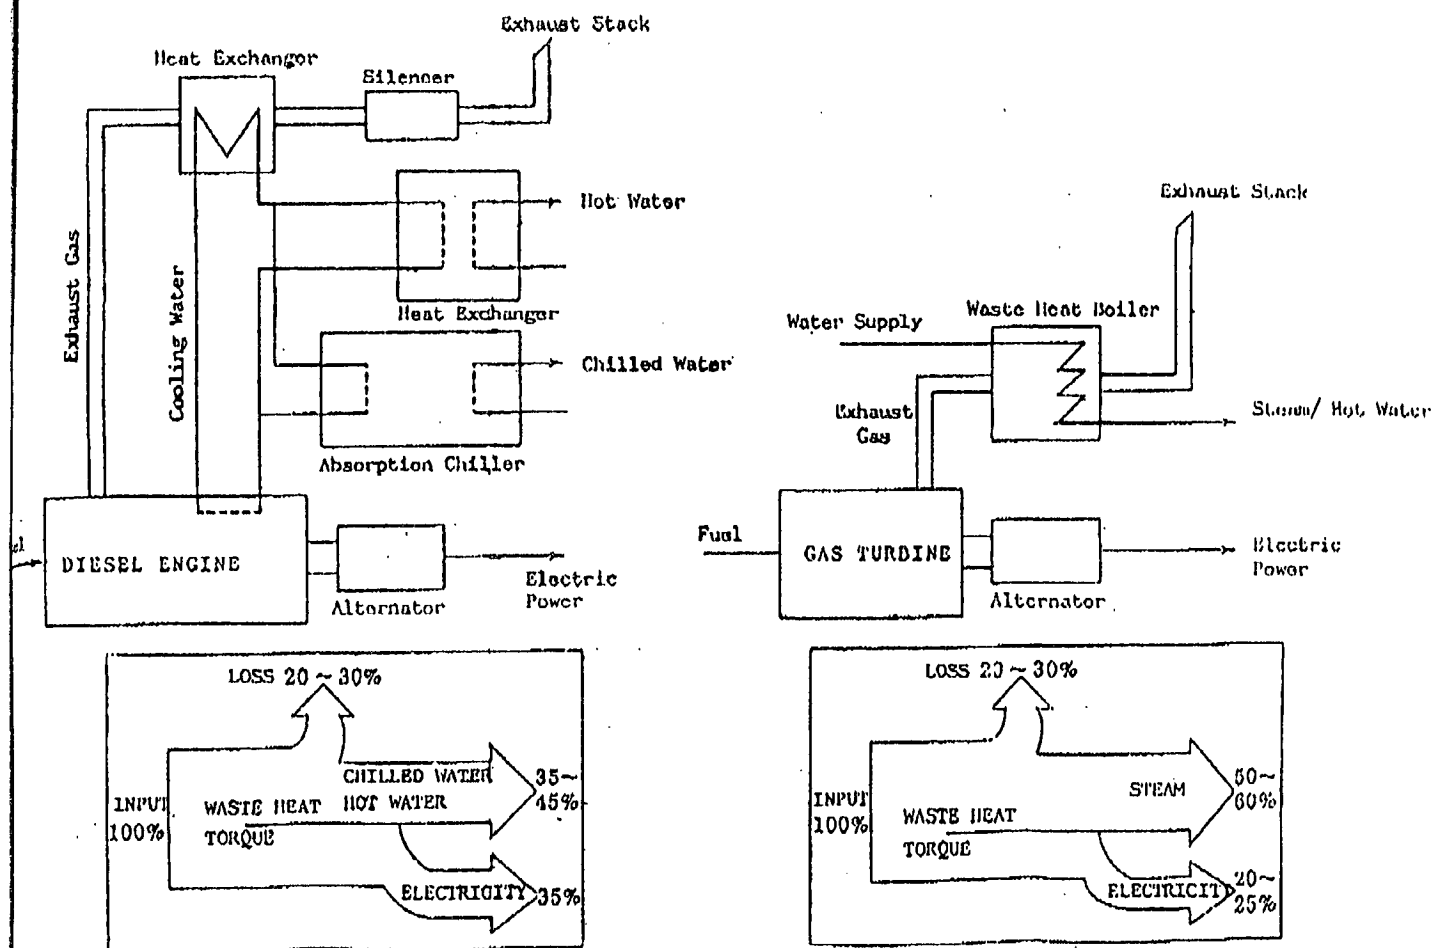 Exhaust Stack
Heat Exchanger
Silencer
Hot Water
Exhaust Gas
Cooling Water
Heat Exchanger
Chilled Water
Absorption Chiller
DIESEL ENGINE
Alternator
Electric
Power
Exhaust Stack
Waste Heat Boiler
Water Supply
Exhaust
Gas
Steam/ Hot Water
Fuel
GAS TURBINE
Alternator
Electric
Power
LOSS 20 ~ 30%
INPUT
100%
WASTE HEAT
TORQUE
CHILLED WATER
HOT WATER
35~
45%
ELECTRICITY
35%
LOSS 20 ~ 30%
INPUT
100%
WASTE HEAT
TORQUE
STEAM
60%
ELECTRICITY
20~
25%